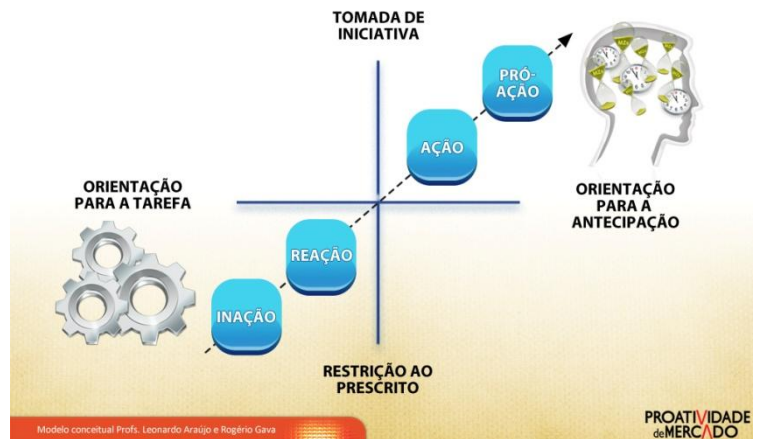 TOMADA DE
INICIATIVA
PRÓ-
AÇÃO
AÇÃO
ORIENTAÇÃO
PARA A TAREFA
ORIENTAÇÃO
PARA A
ANTECIPAÇÃO
REAÇÃO
INAÇÃO
RESTRIÇÃO AO
PRESCRITO
Modelo conceitual Profs. Leonardo Araújo e Rogério Gava
PROATIVIDADE
deMERCADO